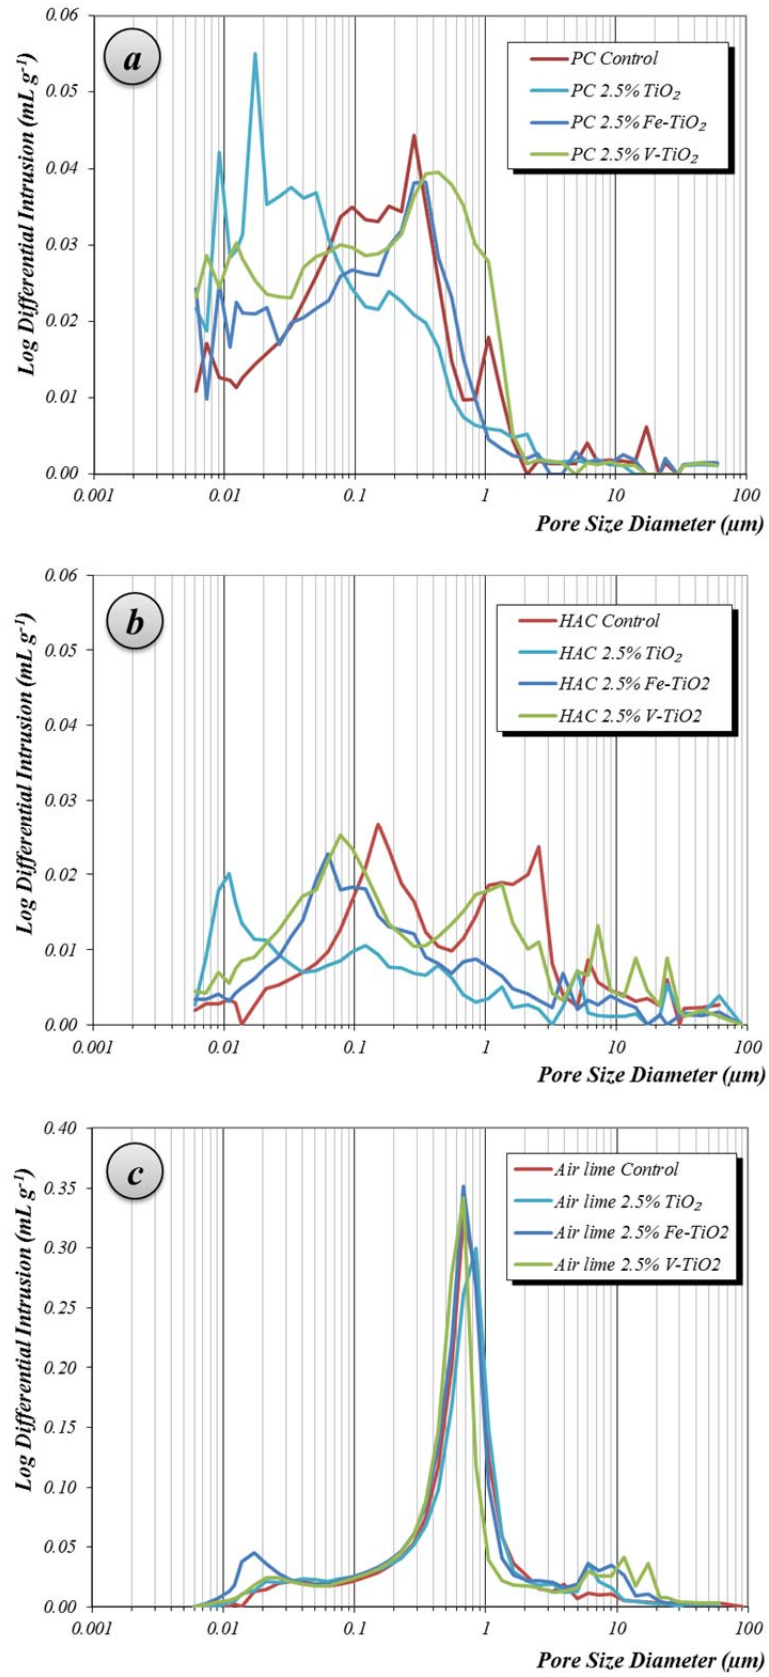 a
PC Control
PC 2.5% TiO₂
PC 2.5% Fe-TiO₂
PC 2.5% V-TiO₂
Log Differential Intrusion (mL g⁻¹)
0.06
0.05
0.04
0.03
0.02
0.01
0.00
0.001 0.01 0.1 1 10 100
Pore Size Diameter (µm)
b
HAC Control
HAC 2.5% TiO₂
HAC 2.5% Fe-TiO2
HAC 2.5% V-TiO2
Log Differential Intrusion (mL g⁻¹)
0.06
0.05
0.04
0.03
0.02
0.01
0.00
0.001 0.01 0.1 1 10 100
Pore Size Diameter (µm)
c
Air lime Control
Air lime 2.5% TiO₂
Air lime 2.5% Fe-TiO2
Air lime 2.5% V-TiO2
Log Differential Intrusion (mL g⁻¹)
0.40
0.35
0.30
0.25
0.20
0.15
0.10
0.05
0.00
0.001 0.01 0.1 1 10 100
Pore Size Diameter (µm)